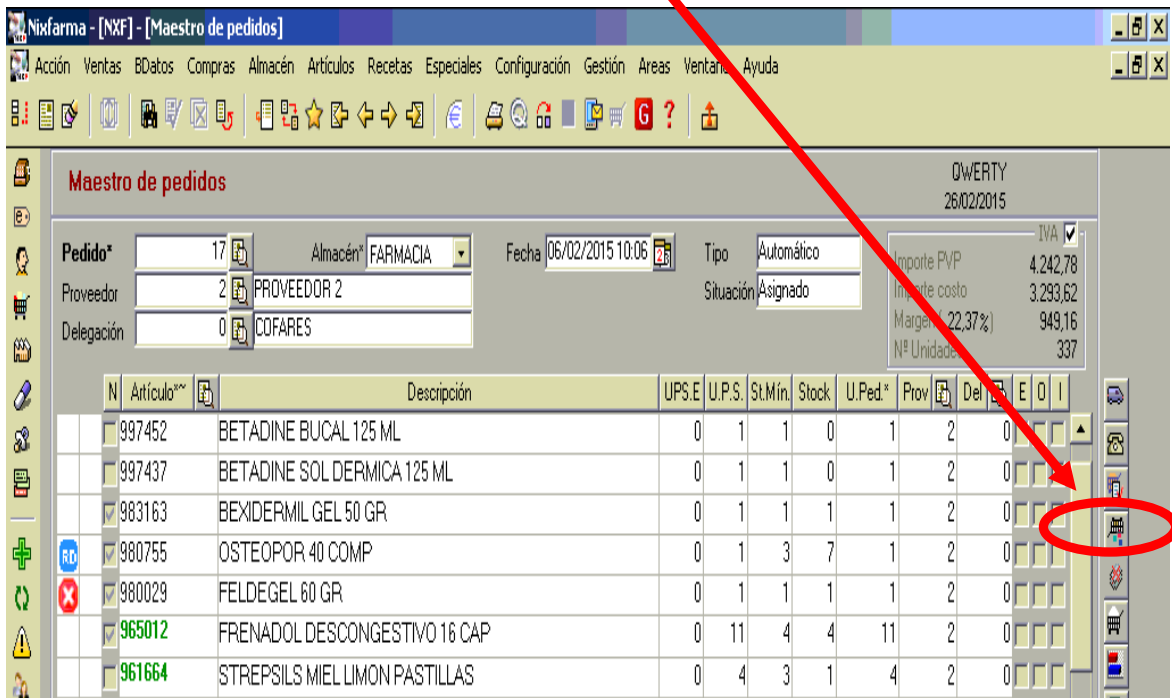 Nixfarma - [NXF] - [Maestro de pedidos]
Acción Ventas BDatos Compras Almacén Artículos Recetas Especiales Configuración Gestión Areas Ventana Ayuda
G ?
Maestro de pedidos
QWERTY
26/02/2015
Pedido* 17 Almacén* FARMACIA Fecha 06/02/2015 10:06 Tipo Automático
Proveedor 2 PROVEEDOR 2 Situación Asignado
Delegación 0 COFARES
IVA
Importe PVP 4.242,78
Importe costo 3.293,62
Margen ( 22,37%) 949,16
Nº Unidades 337
N Artículo*~ Descripción UPS.E U.P.S. St.Mín. Stock U.Ped.* Prov Del E O I
997452 BETADINE BUCAL 125 ML 0 1 1 0 1 2 0
997437 BETADINE SOL DERMICA 125 ML 0 1 1 0 1 2 0
983163 BEXIDERMIL GEL 50 GR 0 1 1 1 1 2 0
RD 980755 OSTEOPOR 40 COMP 0 1 3 7 1 2 0
980029 FELDEGEL 60 GR 0 1 1 1 1 2 0
965012 FRENADOL DESCONGESTIVO 16 CAP 0 11 4 4 11 2 0
961664 STREPSILS MIEL LIMON PASTILLAS 0 4 3 1 4 2 0